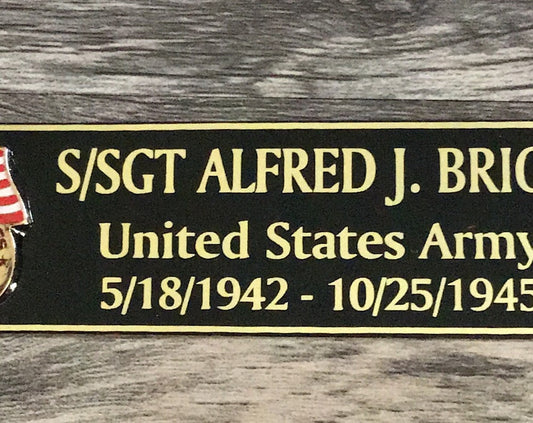 S/SGT ALFRED J.
United States Army
5/18/1942 - 10/25/1945